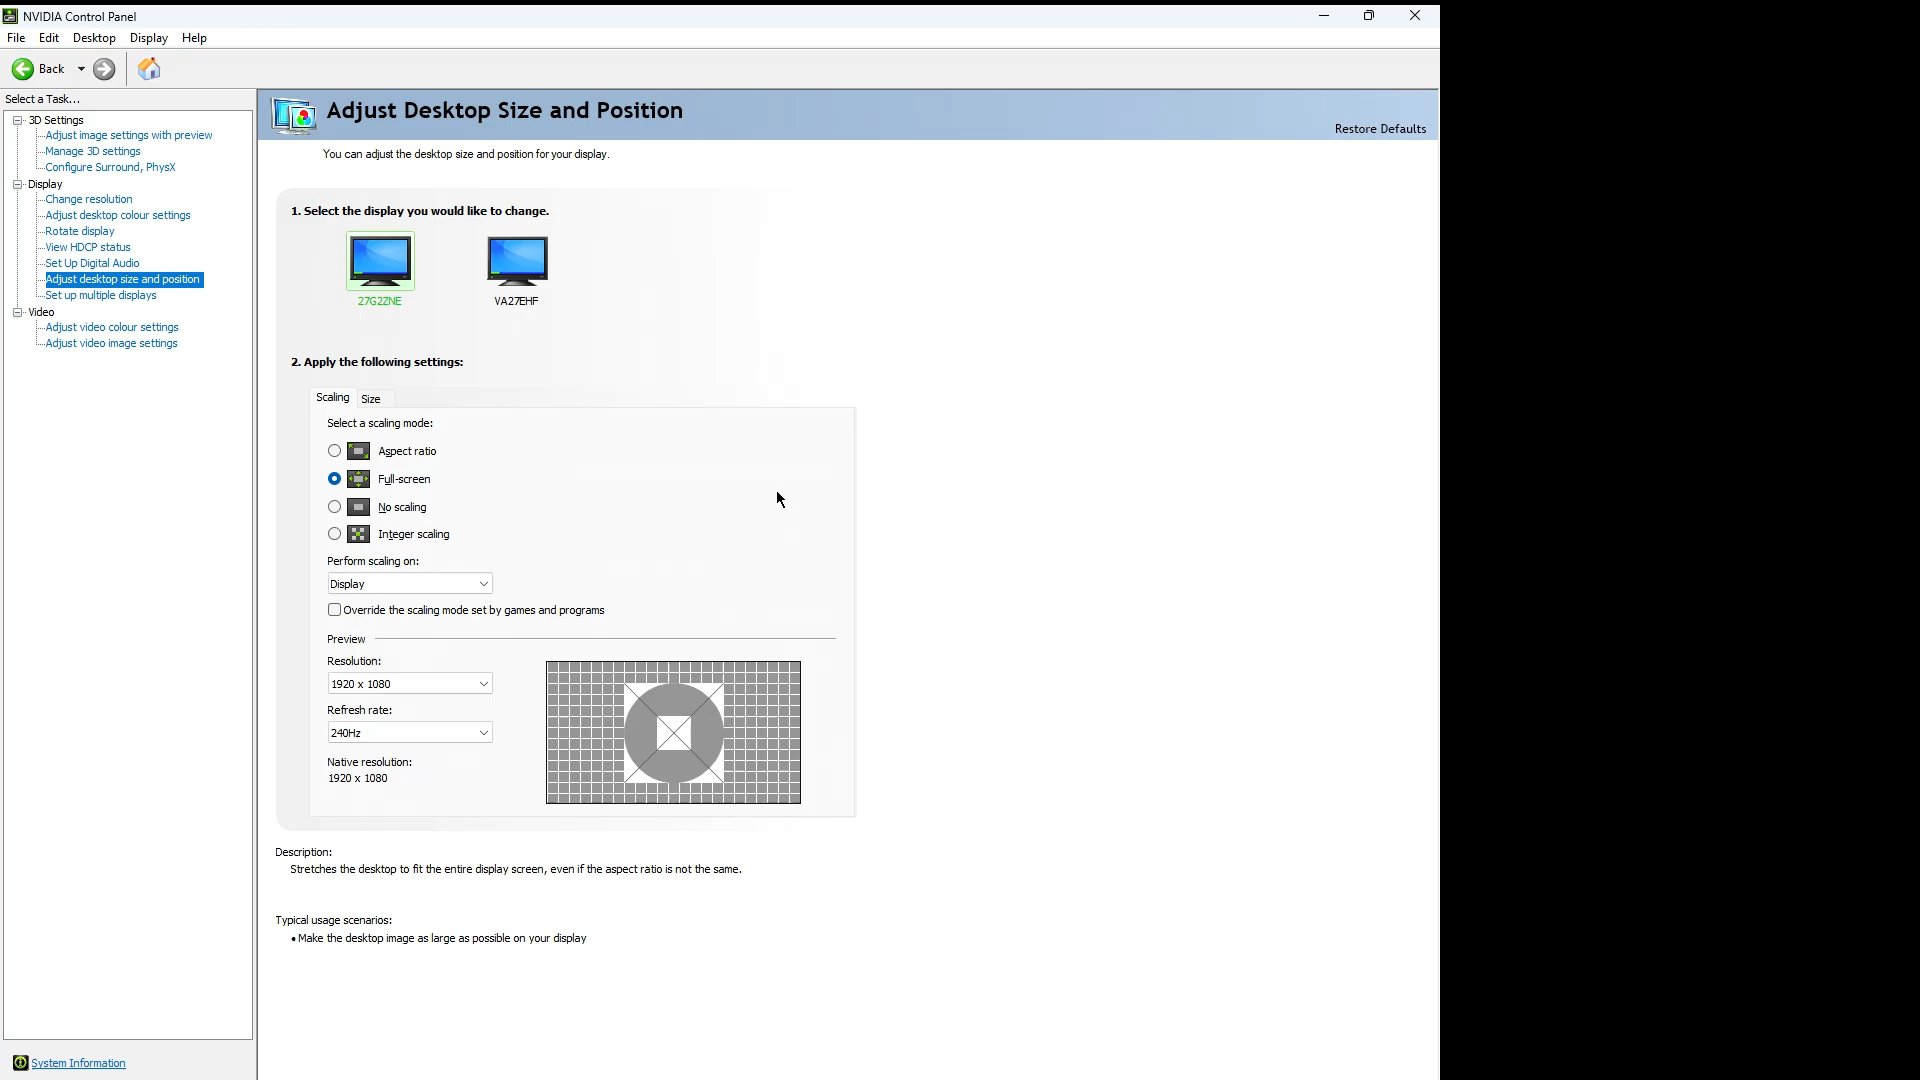 NVIDIA Control Panel
File Edit Desktop Display Help
Back
Select a Task...
3D Settings
Adjust image settings with preview
Manage 3D settings
Configure Surround, PhysX
Display
Change resolution
Adjust desktop colour settings
Rotate display
View HDCP status
Set Up Digital Audio
Adjust desktop size and position
Set up multiple displays
Video
Adjust video colour settings
Adjust video image settings
System Information
Adjust Desktop Size and Position
Restore Defaults
You can adjust the desktop size and position for your display.
1. Select the display you would like to change.
27G2ZNE VA27EHF
2. Apply the following settings:
Scaling Size
Select a scaling mode:
Aspect ratio
Full-screen
No scaling
Integer scaling
Perform scaling on:
Display
Override the scaling mode set by games and programs
Preview
Resolution:
1920 x 1080
Refresh rate:
240Hz
Native resolution:
1920 x 1080
Description:
Stretches the desktop to fit the entire display screen, even if the aspect ratio is not the same.
Typical usage scenarios:
• Make the desktop image as large as possible on your display